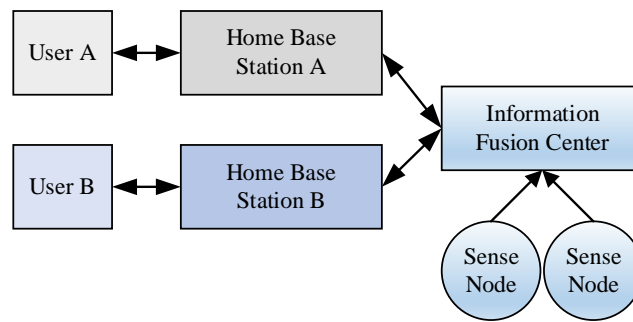 User A
Home Base
Station A
Information
Fusion Center
User B
Home Base
Station B
Sense
Node
Sense
Node